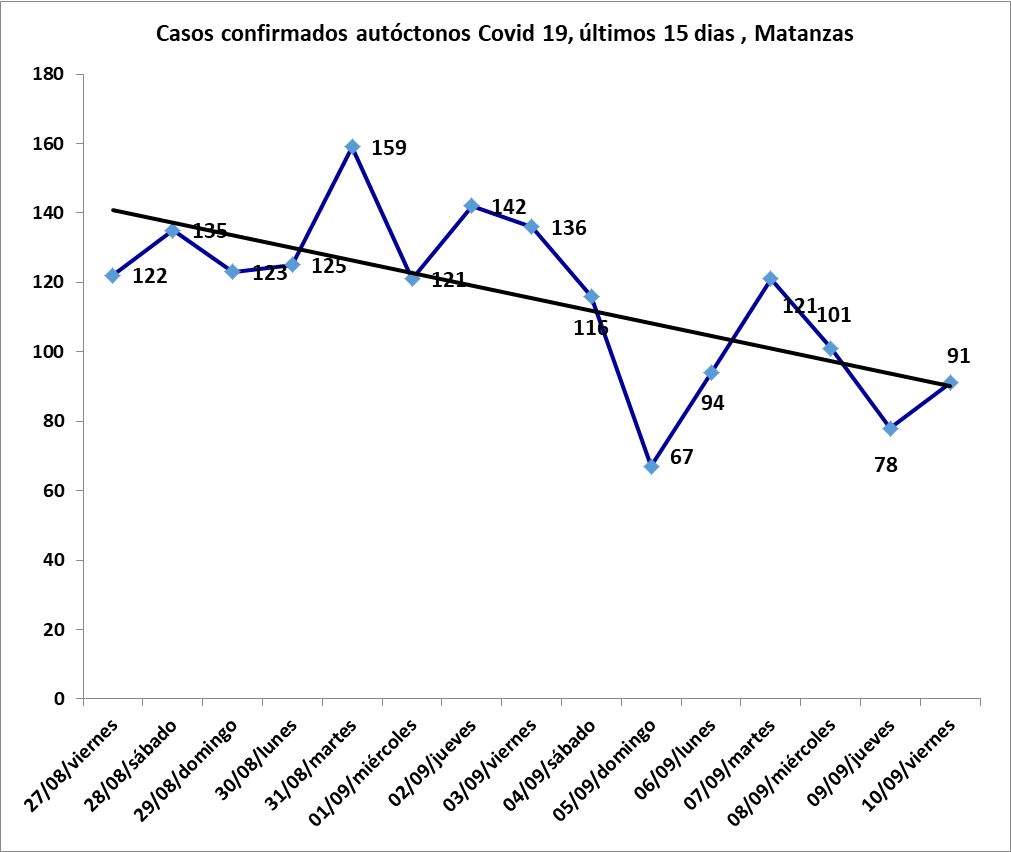 Casos confirmados autóctonos Covid 19, últimos 15 dias , Matanzas
180
160
140
120
100
80
60
40
20
0
122
135
123
125
159
121
142
136
116
67
94
121
101
78
91
27/08/viernes
28/08/sábado
29/08/domingo
30/08/lunes
31/08/martes
01/09/miércoles
02/09/jueves
03/09/viernes
04/09/sábado
05/09/domingo
06/09/lunes
07/09/martes
08/09/miércoles
09/09/jueves
10/09/viernes